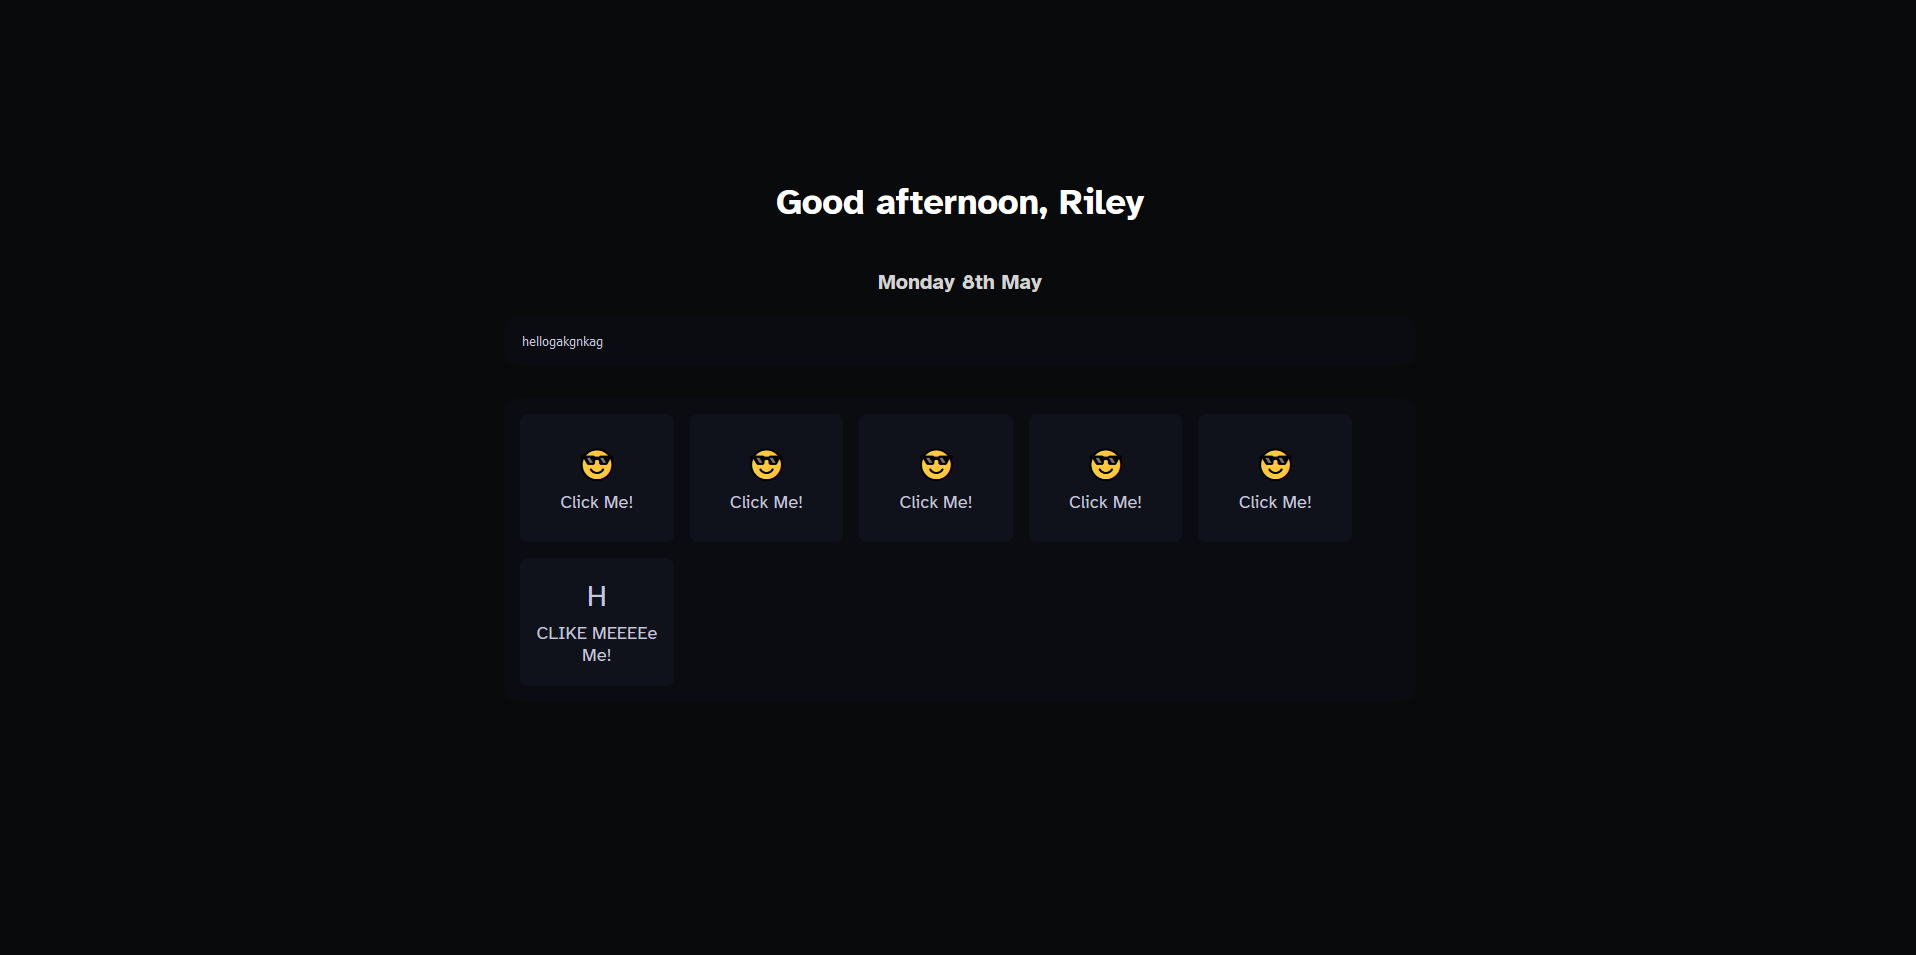 Good afternoon, Riley
Monday 8th May
hellogakgnkag
Click Me!
Click Me!
Click Me!
Click Me!
Click Me!
H
CLIKE MEEEEe
Me!